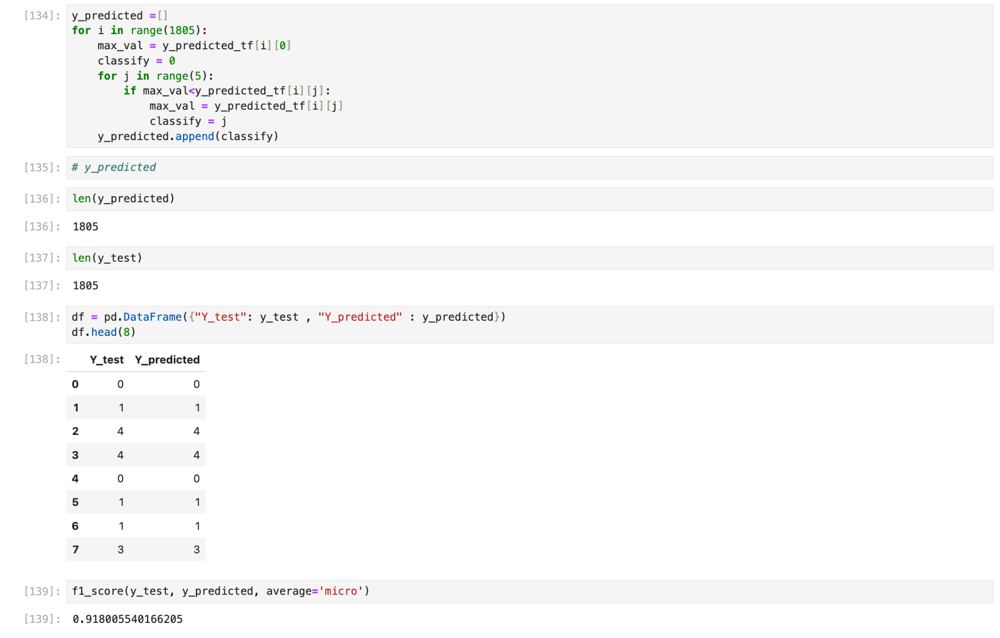 [134]: y_predicted =[]
for i in range(1805):
    max_val = y_predicted_tf[i][0]
    classify = 0
    for j in range(5):
        if max_val<y_predicted_tf[i][j]:
            max_val = y_predicted_tf[i][j]
            classify = j
    y_predicted.append(classify)
[135]: # y_predicted
[136]: len(y_predicted)
[136]: 1805
[137]: len(y_test)
[137]: 1805
[138]: df = pd.DataFrame({"Y_test": y_test , "Y_predicted" : y_predicted})
df.head(8)
[138]: Y_test Y_predicted
0 0 0
1 1 1
2 4 4
3 4 4
4 0 0
5 1 1
6 1 1
7 3 3
[139]: f1_score(y_test, y_predicted, average='micro')
[139]: 0.918005540166205